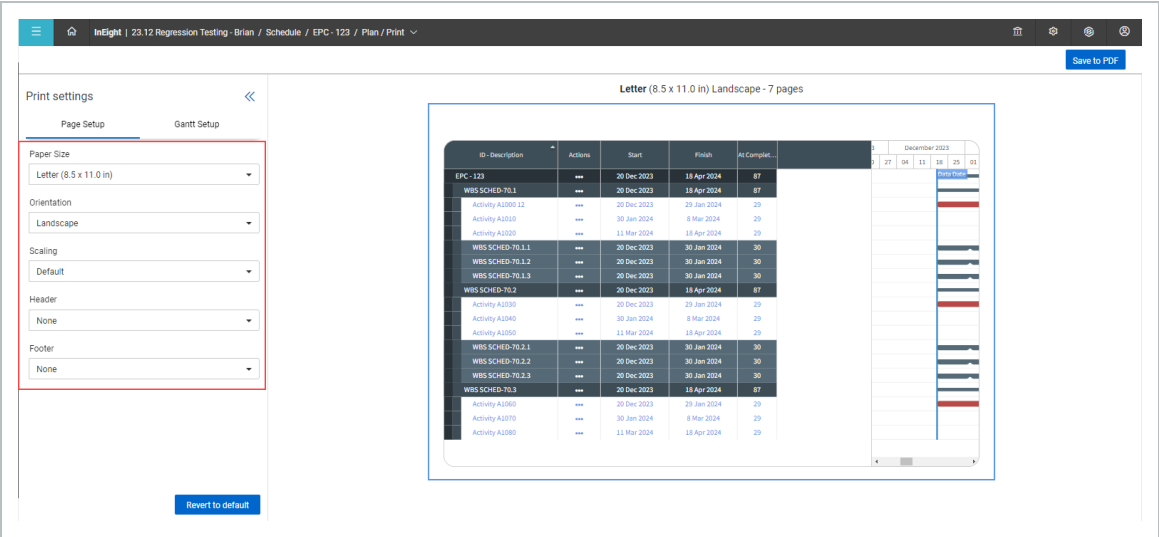 InEight | 23.12 Regression Testing - Brian / Schedule / EPC - 123 / Plan / Print
Save to PDF
Print settings
Page Setup Gantt Setup
Paper Size
Letter (8.5 x 11.0 in)
Orientation
Landscape
Scaling
Default
Header
None
Footer
None
Revert to default
Letter (8.5 x 11.0 in) Landscape - 7 pages
ID - Description Actions Start Finish At Complet...
December 2023
27 04 11 18 25 01
Data Date
EPC - 123 ••• 20 Dec 2023 18 Apr 2024 87
WBS SCHED-70.1 ••• 20 Dec 2023 18 Apr 2024 87
Activity A1000 12 ••• 20 Dec 2023 29 Jan 2024 29
Activity A1010 ••• 30 Jan 2024 8 Mar 2024 29
Activity A1020 ••• 11 Mar 2024 18 Apr 2024 29
WBS SCHED-70.1.1 ••• 20 Dec 2023 30 Jan 2024 30
WBS SCHED-70.1.2 ••• 20 Dec 2023 30 Jan 2024 30
WBS SCHED-70.1.3 ••• 20 Dec 2023 30 Jan 2024 30
WBS SCHED-70.2 ••• 20 Dec 2023 18 Apr 2024 87
Activity A1030 ••• 20 Dec 2023 29 Jan 2024 29
Activity A1040 ••• 30 Jan 2024 8 Mar 2024 29
Activity A1050 ••• 11 Mar 2024 18 Apr 2024 29
WBS SCHED-70.2.1 ••• 20 Dec 2023 30 Jan 2024 30
WBS SCHED-70.2.2 ••• 20 Dec 2023 30 Jan 2024 30
WBS SCHED-70.2.3 ••• 20 Dec 2023 30 Jan 2024 30
WBS SCHED-70.3 ••• 20 Dec 2023 18 Apr 2024 87
Activity A1060 ••• 20 Dec 2023 29 Jan 2024 29
Activity A1070 ••• 30 Jan 2024 8 Mar 2024 29
Activity A1080 ••• 11 Mar 2024 18 Apr 2024 29